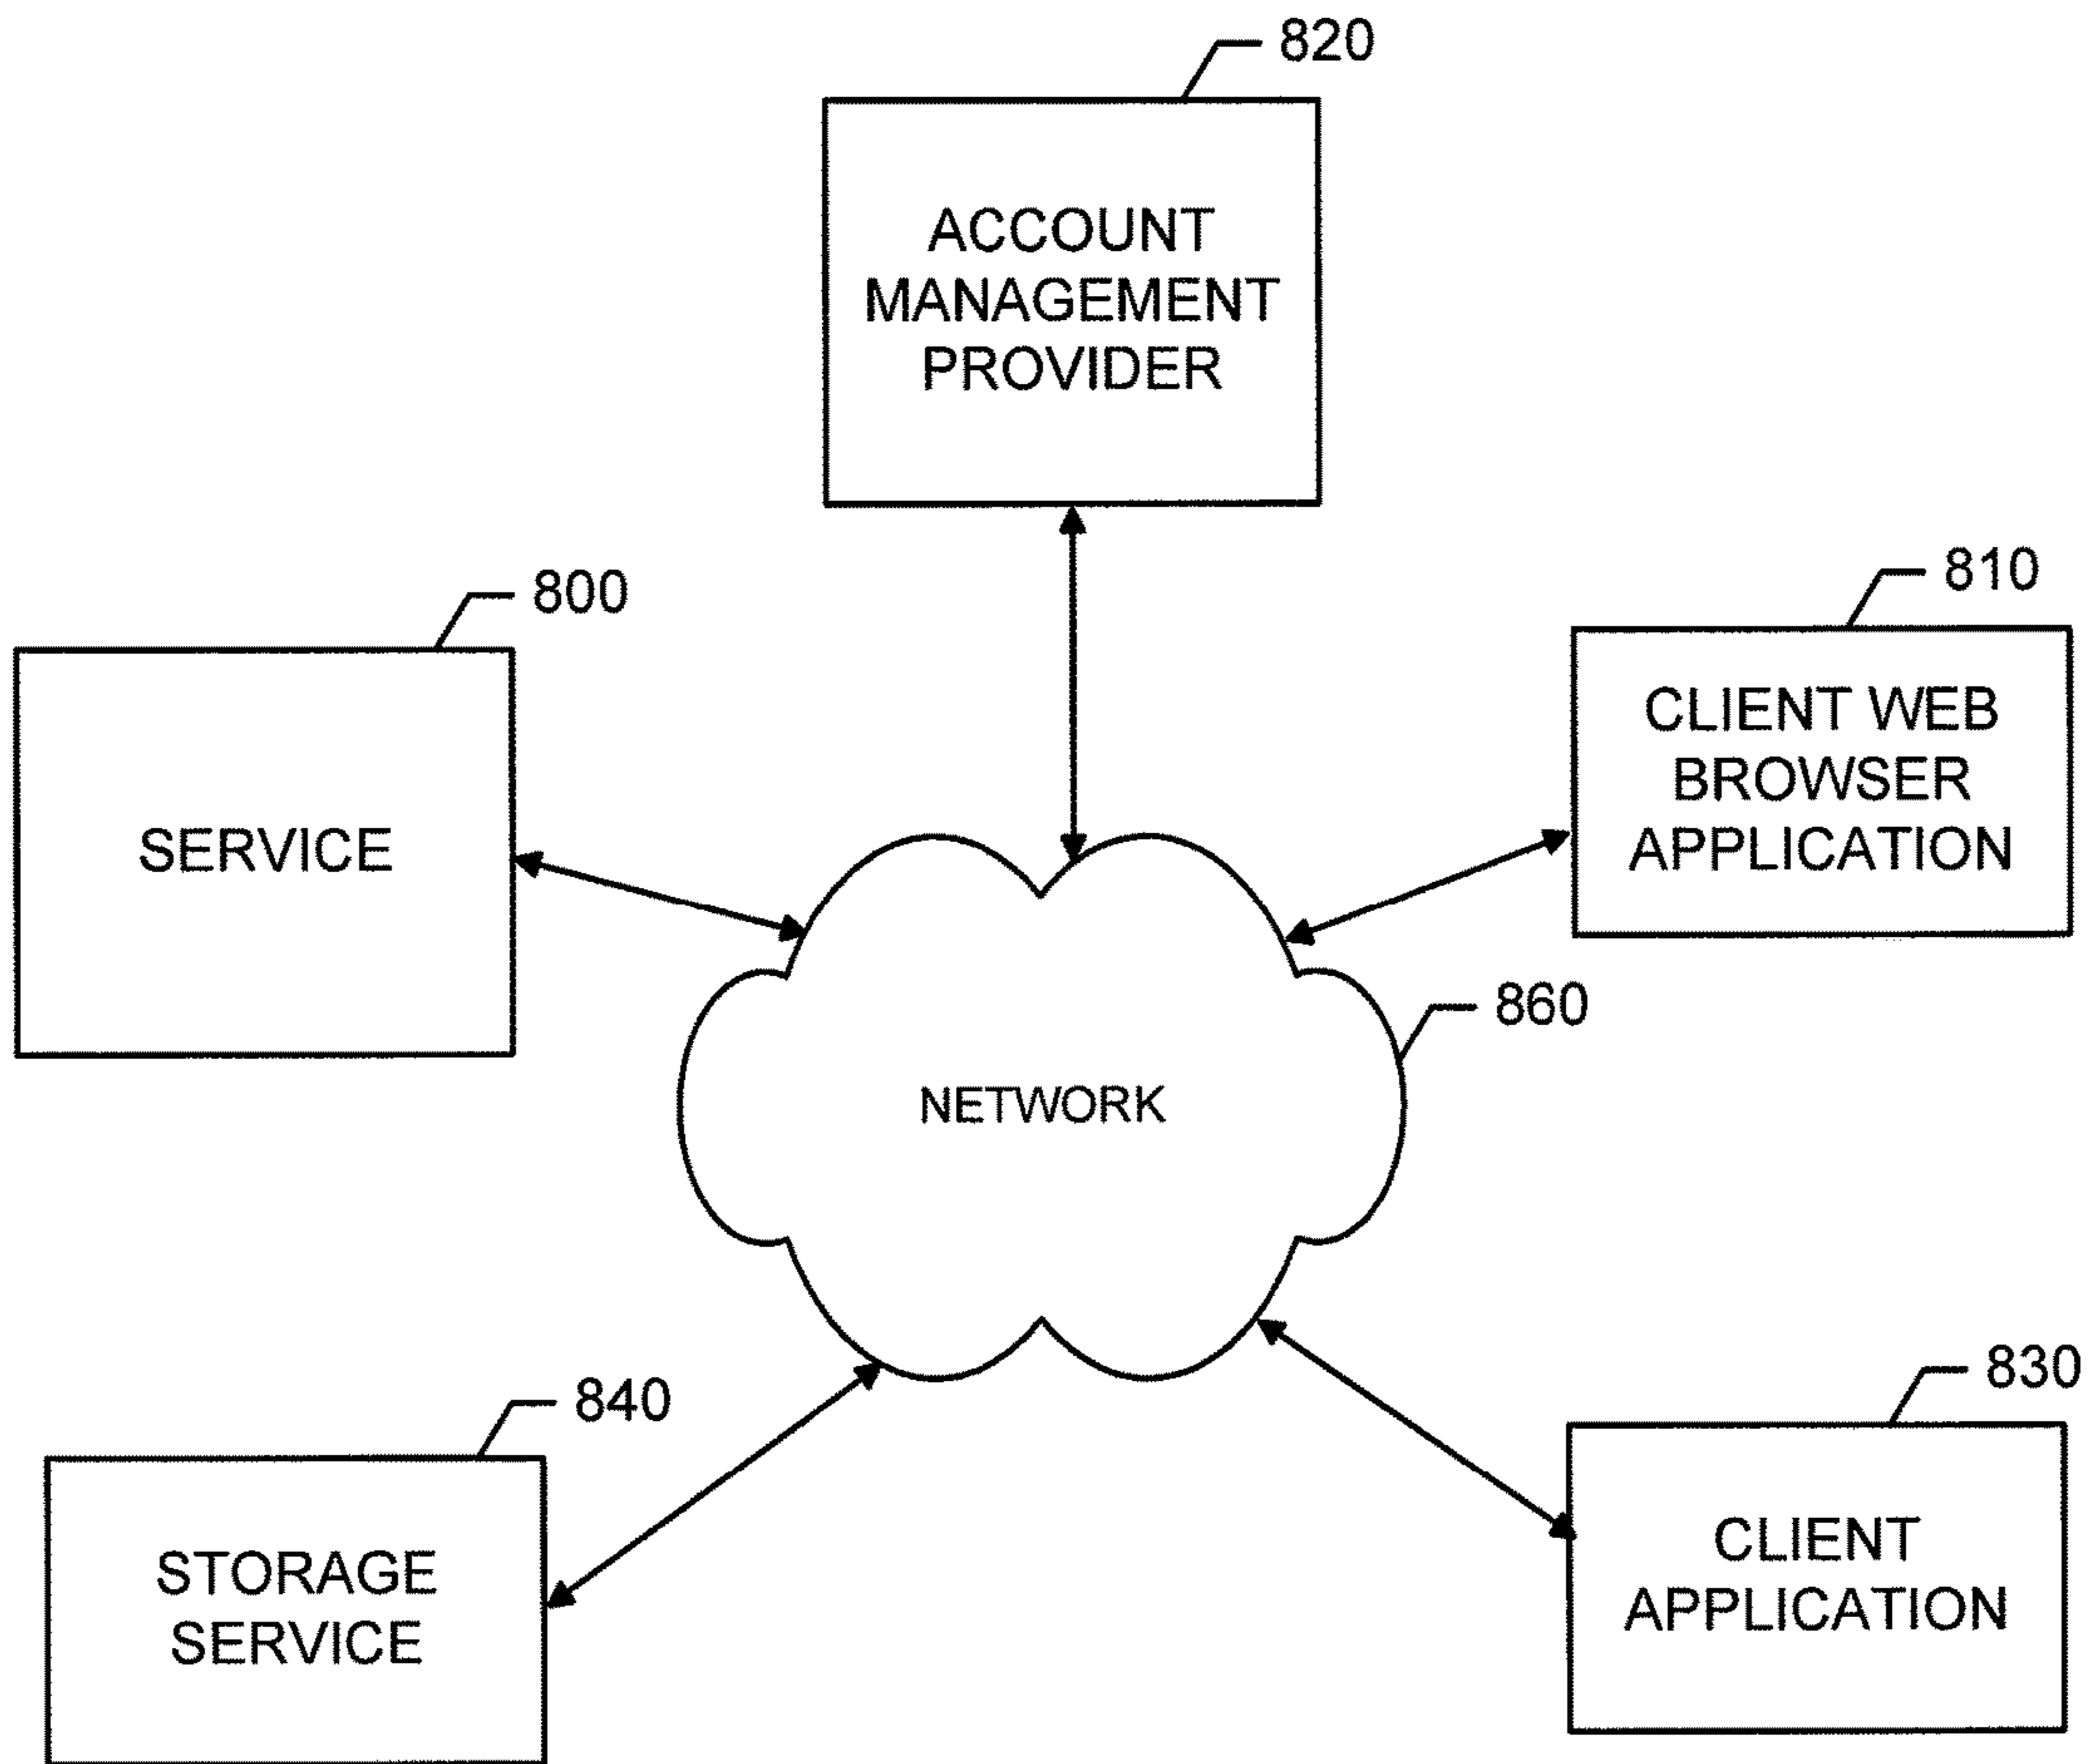 820
ACCOUNT
MANAGEMENT
PROVIDER
800
SERVICE
810
CLIENT WEB
BROWSER
APPLICATION
860
NETWORK
840
STORAGE
SERVICE
830
CLIENT
APPLICATION